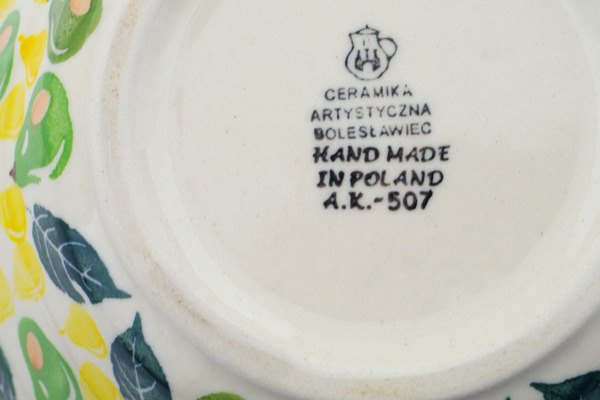 CERAMIKA
ARTYSTYCZNA
BOLESŁAWIEC
HAND MADE
IN POLAND
A.K.-507